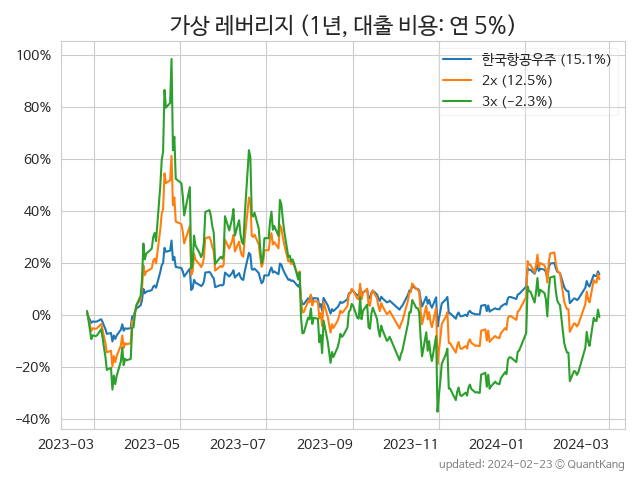 가상 레버리지 (1년, 대출 비용: 연 5%)
한국항공우주 (15.1%)
2x (12.5%)
3x (−2.3%)
100%
80%
60%
40%
20%
0%
−20%
−40%
2023-03 2023-05 2023-07 2023-09 2023-11 2024-01 2024-03
updated: 2024-02-23 ⓒ QuantKang